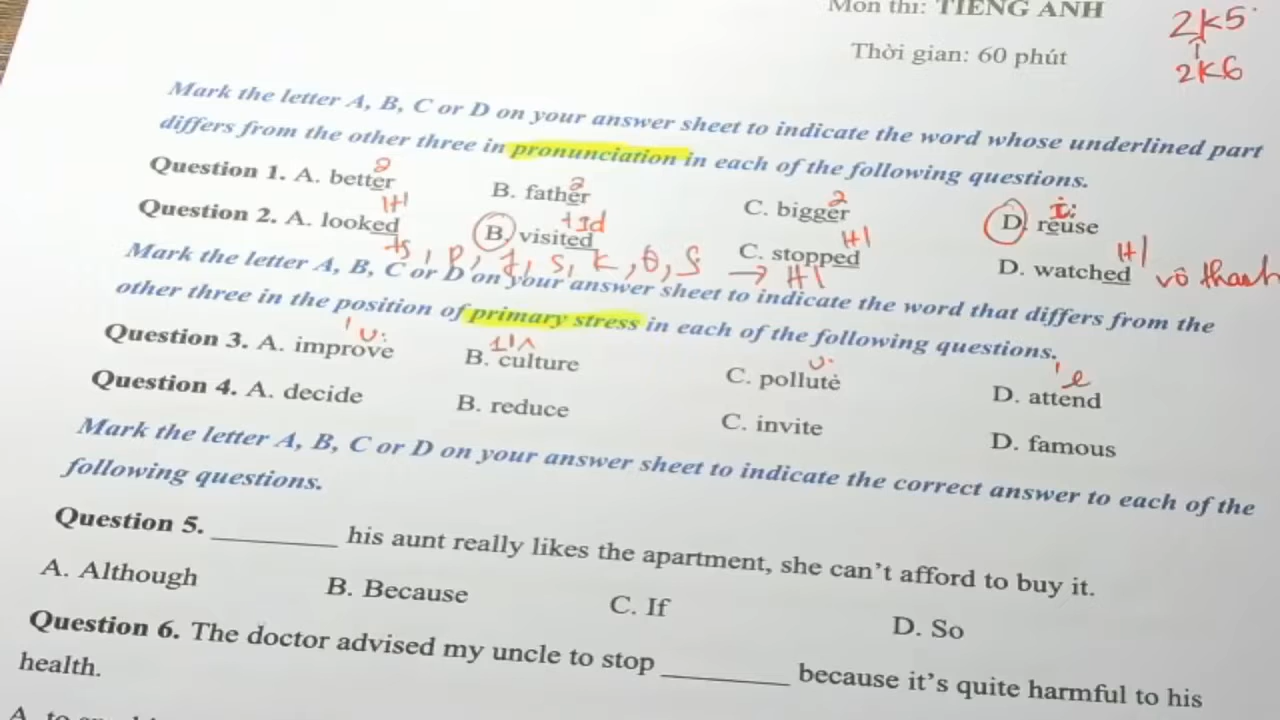 Môn thi: TIẾNG ANH
2k5
Thời gian: 60 phút
2k6
Mark the letter A, B, C or D on your answer sheet to indicate the word whose underlined part
differs from the other three in pronunciation in each of the following questions.
ə ə ə i:
Question 1. A. better B. father C. bigger D. reuse
/t/ /ɪd /t/ /t/
Question 2. A. looked B. visited C. stopped D. watched vô thanh
ʧ, p, f, s, k, θ, ʃ → /t/
Mark the letter A, B, C or D on your answer sheet to indicate the word that differs from the
other three in the position of primary stress in each of the following questions.
ˈ u: ˈʌ u: ˈ e
Question 3. A. improve B. culture C. pollute D. attend
Question 4. A. decide B. reduce C. invite D. famous
Mark the letter A, B, C or D on your answer sheet to indicate the correct answer to each of the
following questions.
Question 5. __________ his aunt really likes the apartment, she can't afford to buy it.
A. Although B. Because C. If D. So
Question 6. The doctor advised my uncle to stop __________ because it's quite harmful to his
health.
A. to